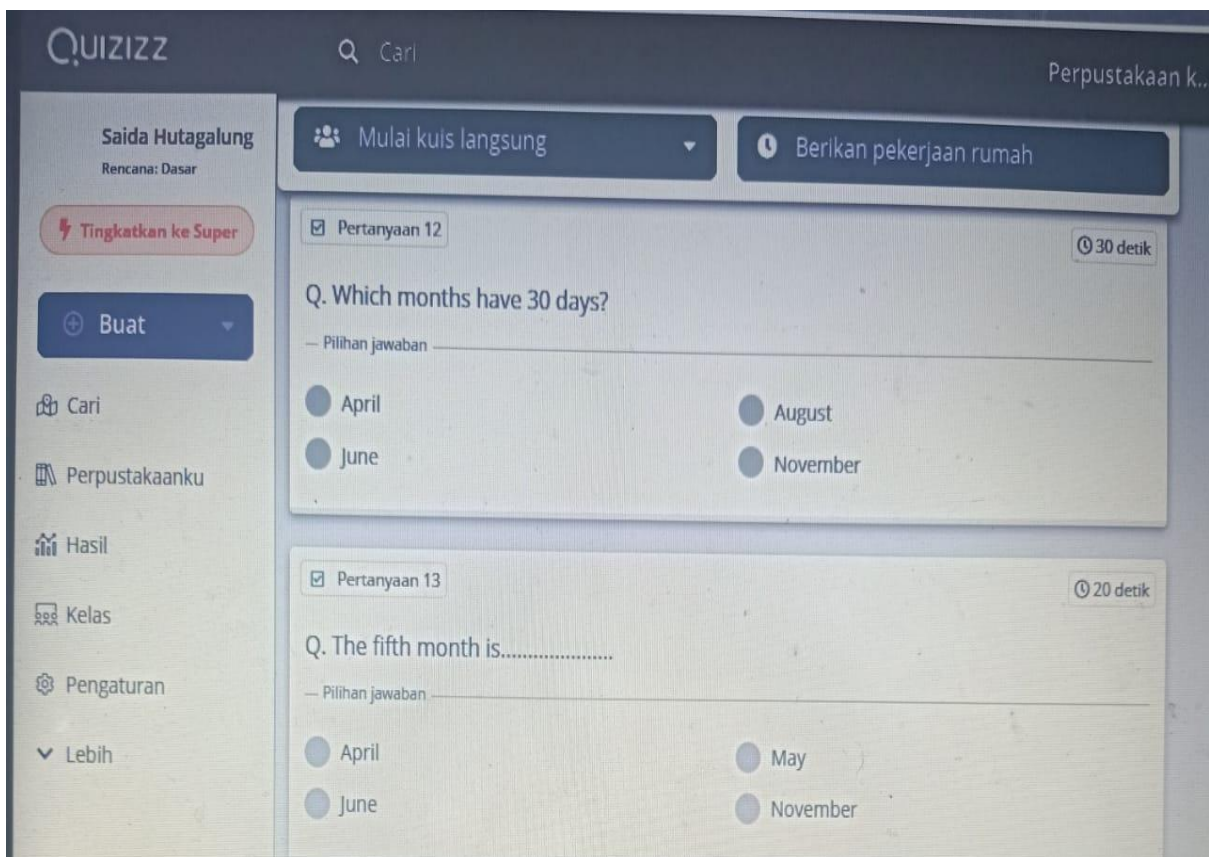 QUIZIZZ
Cari
Perpustakaan k..
Saida Hutagalung
Rencana: Dasar
Tingkatkan ke Super
Buat
Cari
Perpustakaanku
Hasil
Kelas
Pengaturan
Lebih
Mulai kuis langsung
Berikan pekerjaan rumah
Pertanyaan 12
30 detik
Q. Which months have 30 days?
Pilihan jawaban
April
August
June
November
Pertanyaan 13
20 detik
Q. The fifth month is.....................
Pilihan jawaban
April
May
June
November